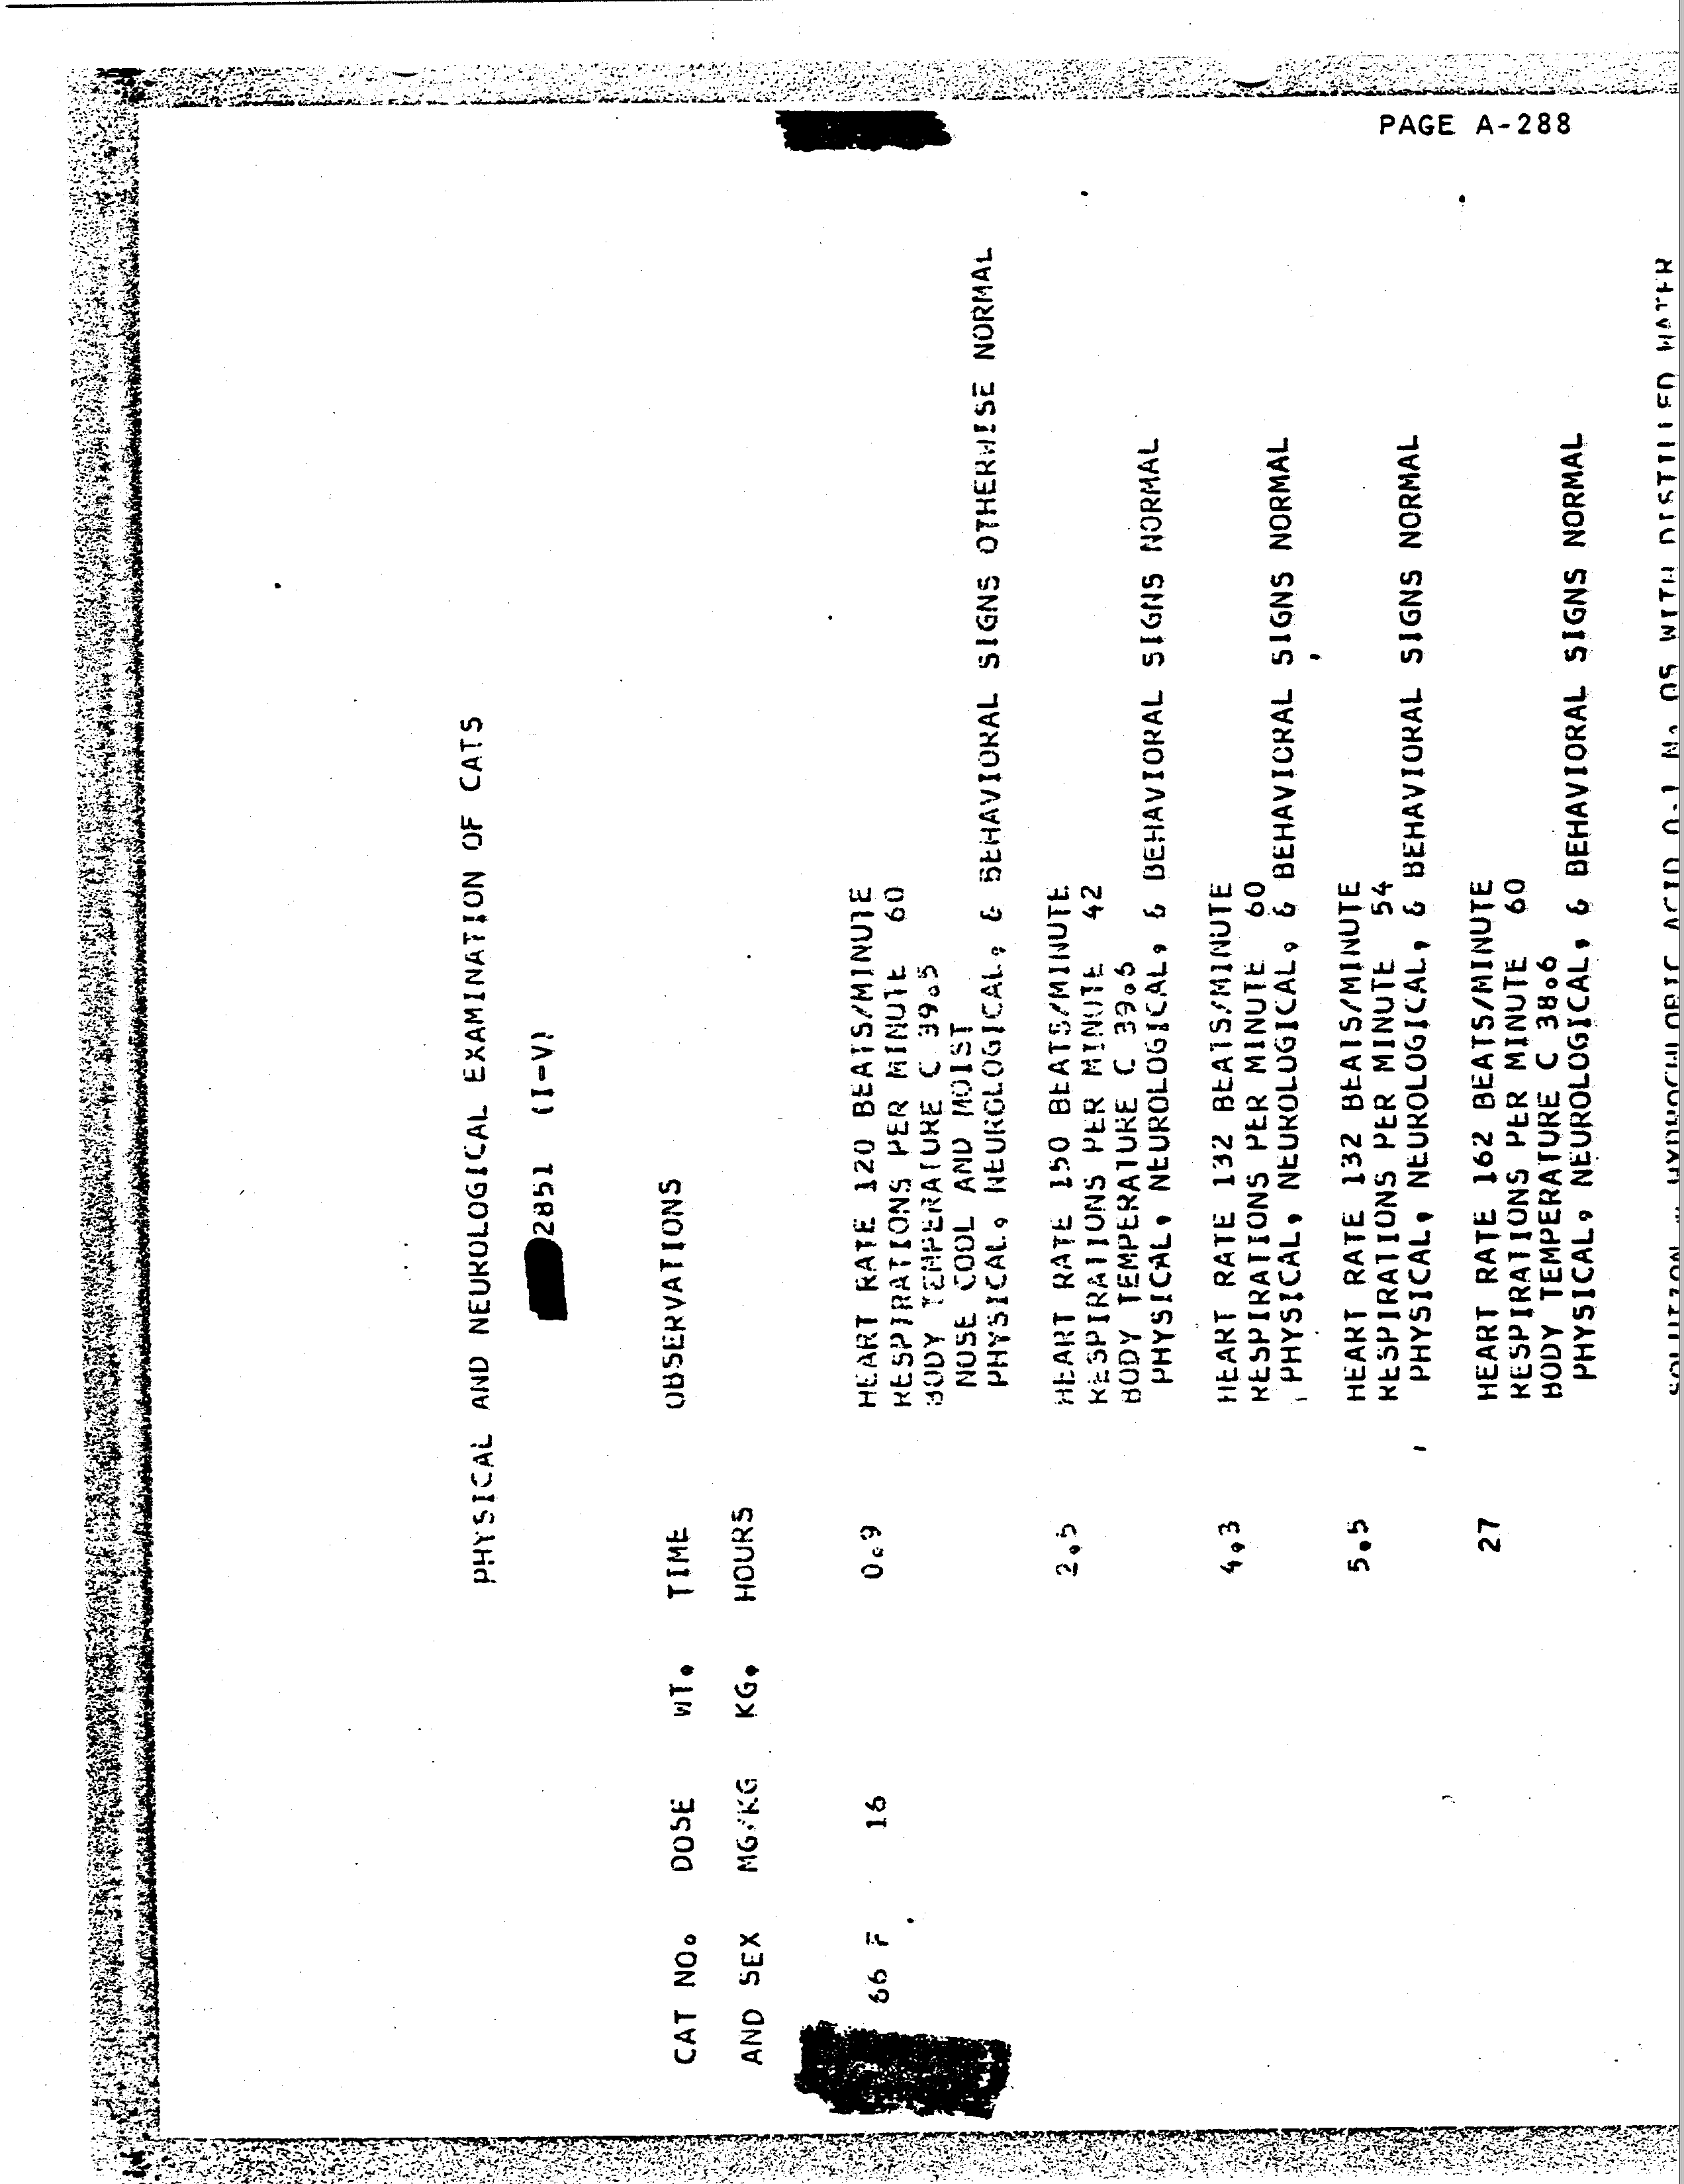 PAGE A-288
PHYSICAL AND NEUROLOGICAL EXAMINATION OF CATS
2851 (I-V)
CAT NO. DOSE WT. TIME OBSERVATIONS
AND SEX MG/KG KG. HOURS
66 F 16 0.9 HEART RATE 120 BEATS/MINUTE
RESPIRATIONS PER MINUTE 60
BODY TEMPERATURE C 39.5
NOSE COOL AND MOIST
PHYSICAL, NEUROLOGICAL, & BEHAVIORAL SIGNS OTHERWISE NORMAL
2.5 HEART RATE 150 BEATS/MINUTE
RESPIRATIONS PER MINUTE 42
BODY TEMPERATURE C 39.6
PHYSICAL, NEUROLOGICAL, & BEHAVIORAL SIGNS NORMAL
4.3 HEART RATE 132 BEATS/MINUTE
RESPIRATIONS PER MINUTE 60
PHYSICAL, NEUROLOGICAL, & BEHAVIORAL SIGNS NORMAL
5.5 HEART RATE 132 BEATS/MINUTE
RESPIRATIONS PER MINUTE 54
PHYSICAL, NEUROLOGICAL, & BEHAVIORAL SIGNS NORMAL
27 HEART RATE 162 BEATS/MINUTE
RESPIRATIONS PER MINUTE 60
BODY TEMPERATURE C 38.6
PHYSICAL, NEUROLOGICAL, & BEHAVIORAL SIGNS NORMAL
SOLUTION HYDROCHLORIC ACID 0.1 N, QS WITH DISTILLED WATER